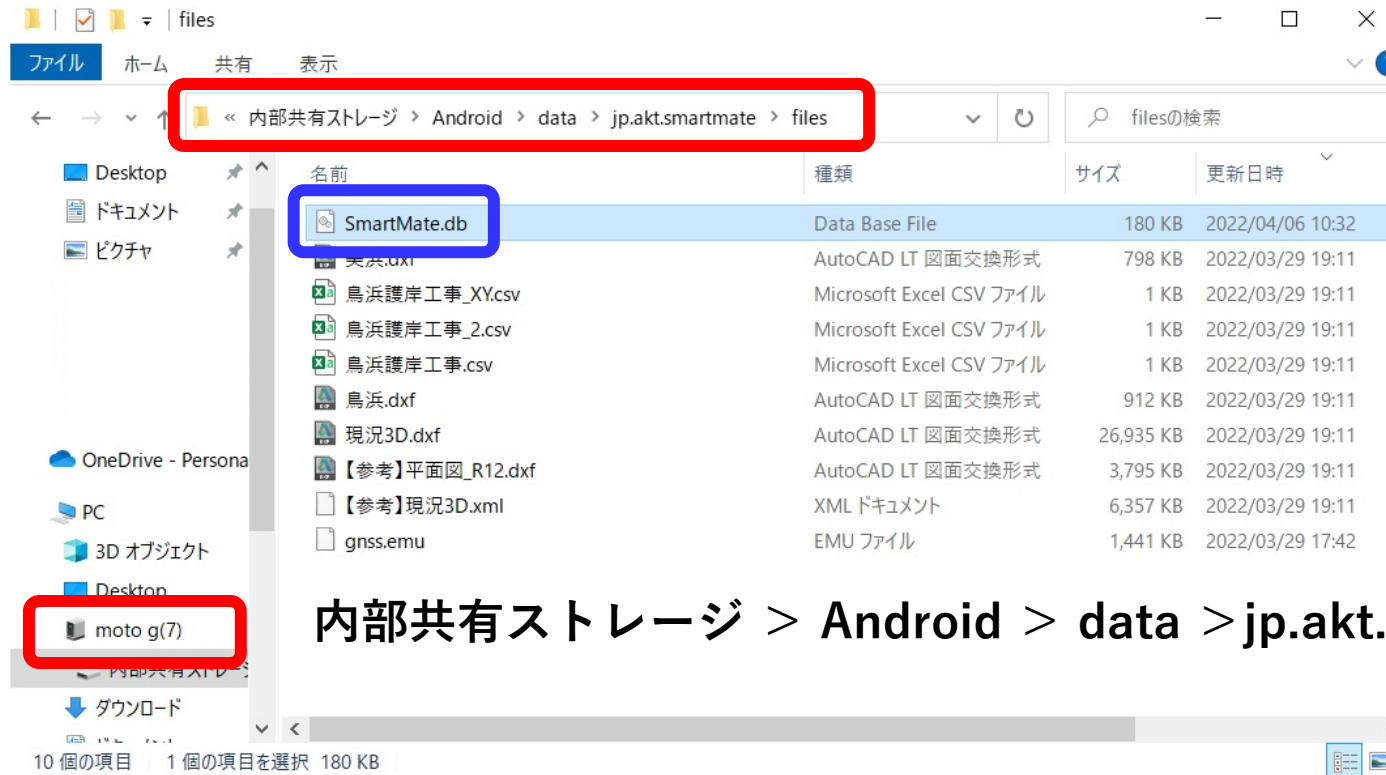 files
ファイル ホーム 共有 表示
« 内部共有ストレージ > Android > data > jp.akt.smartmate > files
filesの検索
Desktop
ドキュメント
ピクチャ
OneDrive - Persona
PC
3D オブジェクト
Desktop
moto g(7)
内部共有ストレージ
ダウンロード
名前 種類 サイズ 更新日時
SmartMate.db Data Base File 180 KB 2022/04/06 10:32
美浜.dxf AutoCAD LT 図面交換形式 798 KB 2022/03/29 19:11
鳥浜護岸工事_XY.csv Microsoft Excel CSV ファイル 1 KB 2022/03/29 19:11
鳥浜護岸工事_2.csv Microsoft Excel CSV ファイル 1 KB 2022/03/29 19:11
鳥浜護岸工事.csv Microsoft Excel CSV ファイル 1 KB 2022/03/29 19:11
鳥浜.dxf AutoCAD LT 図面交換形式 912 KB 2022/03/29 19:11
現況3D.dxf AutoCAD LT 図面交換形式 26,935 KB 2022/03/29 19:11
【参考】平面図_R12.dxf AutoCAD LT 図面交換形式 3,795 KB 2022/03/29 19:11
【参考】現況3D.xml XML ドキュメント 6,357 KB 2022/03/29 19:11
gnss.emu EMU ファイル 1,441 KB 2022/03/29 17:42
内部共有ストレージ > Android > data >jp.akt.
10 個の項目 1 個の項目を選択 180 KB